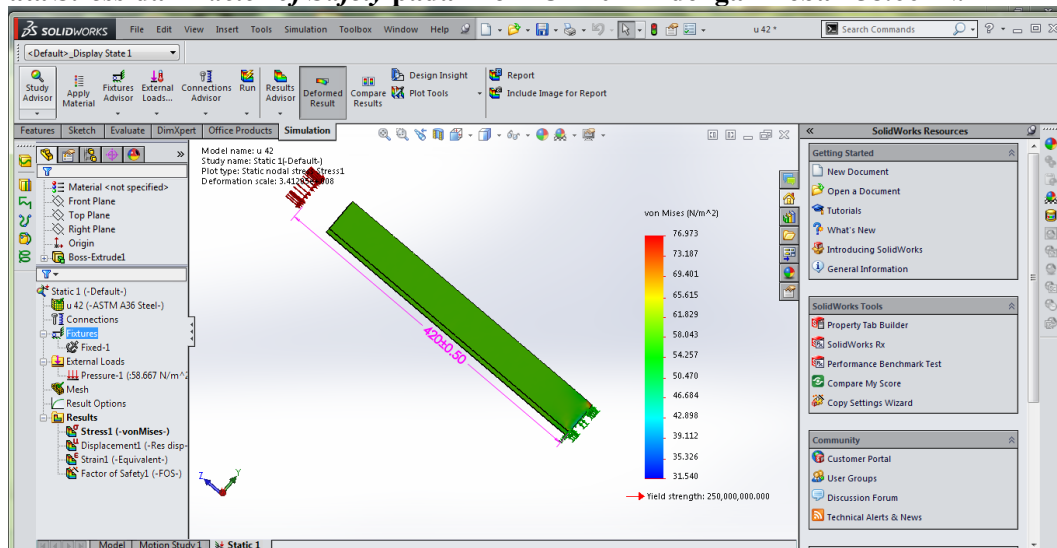 SOLIDWORKS File Edit View Insert Tools Simulation Toolbox Window Help u 42 * Search Commands
<Default>_Display State 1
Study Advisor
Apply Material
Fixtures Advisor
External Loads...
Connections Advisor
Run
Results Advisor
Deformed Result
Compare Results
Design Insight
Plot Tools
Report
Include Image for Report
Features Sketch Evaluate DimXpert Office Products Simulation
Material <not specified>
Front Plane
Top Plane
Right Plane
Origin
Boss-Extrude1
Static 1 (-Default-)
u 42 (-ASTM A36 Steel-)
Connections
Fixtures
Fixed-1
External Loads
Pressure-1 (:58.667 N/m^2
Mesh
Result Options
Results
Stress1 (-vonMises-)
Displacement1 (-Res disp-
Strain1 (-Equivalent-)
Factor of Safety1 (-FOS-)
Model name: u 42
Study name: Static 1(-Default-)
Plot type: Static nodal stress Stress1
420±0.50
Z
Y
von Mises (N/m^2)
76.973
73.187
69.401
65.615
61.829
58.043
54.257
50.470
46.684
42.898
39.112
35.326
31.540
Yield strength: 250,000,000.000
SolidWorks Resources
Getting Started
New Document
Open a Document
Tutorials
What's New
Introducing SolidWorks
General Information
SolidWorks Tools
Property Tab Builder
SolidWorks Rx
Performance Benchmark Test
Compare My Score
Copy Settings Wizard
Community
Customer Portal
User Groups
Discussion Forum
Technical Alerts & News
Model Motion Study 1 Static 1